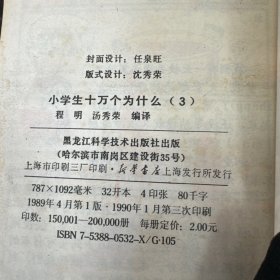 封面设计：任泉旺
版式设计：沈秀荣
小学生十万个为什么（3）
程明 汤秀荣 编译
黑龙江科学技术出版社出版
（哈尔滨市南岗区建设街35号）
上海市印刷三厂印刷·新华书店上海发行所发行
787×1092毫米 32开本 4印张 80千字
1989年4月第1版·1990年1月第三次印刷
印数：150,001—200,000册 每册定价：2.00元
ISBN 7-5388-0532-X/G·105